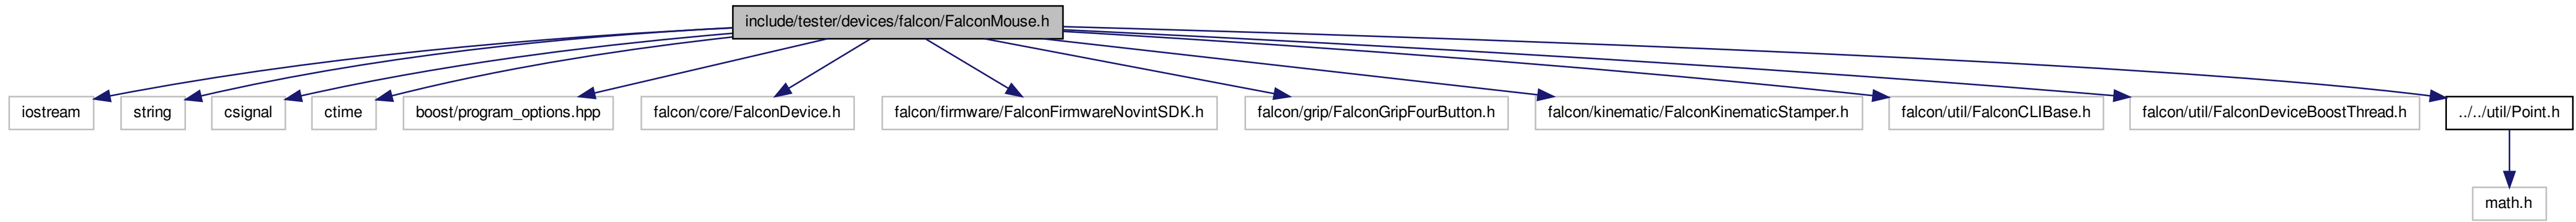 include/tester/devices/falcon/FalconMouse.h
iostream
string
csignal
ctime
boost/program_options.hpp
falcon/core/FalconDevice.h
falcon/firmware/FalconFirmwareNovintSDK.h
falcon/grip/FalconGripFourButton.h
falcon/kinematic/FalconKinematicStamper.h
falcon/util/FalconCLIBase.h
falcon/util/FalconDeviceBoostThread.h
../../util/Point.h
math.h